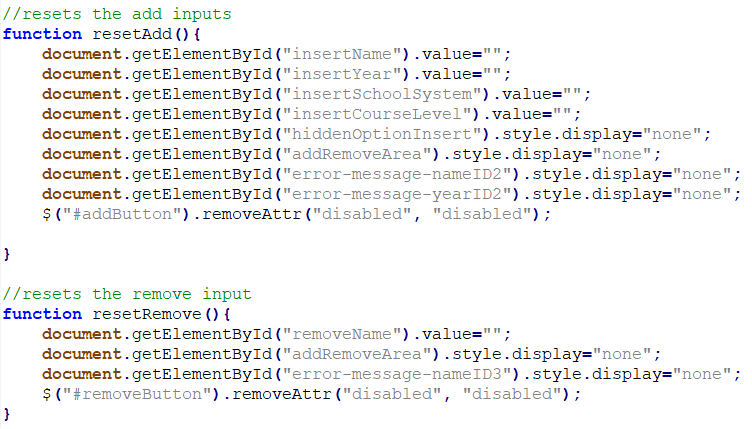 //resets the add inputs
function resetAdd(){
    document.getElementById("insertName").value="";
    document.getElementById("insertYear").value="";
    document.getElementById("insertSchoolSystem").value="";
    document.getElementById("insertCourseLevel").value="";
    document.getElementById("hiddenOptionInsert").style.display="none";
    document.getElementById("addRemoveArea").style.display="none";
    document.getElementById("error-message-nameID2").style.display="none";
    document.getElementById("error-message-yearID2").style.display="none";
    $("#addButton").removeAttr("disabled", "disabled");

}

//resets the remove input
function resetRemove(){
    document.getElementById("removeName").value="";
    document.getElementById("addRemoveArea").style.display="none";
    document.getElementById("error-message-nameID3").style.display="none";
    $("#removeButton").removeAttr("disabled", "disabled");
}